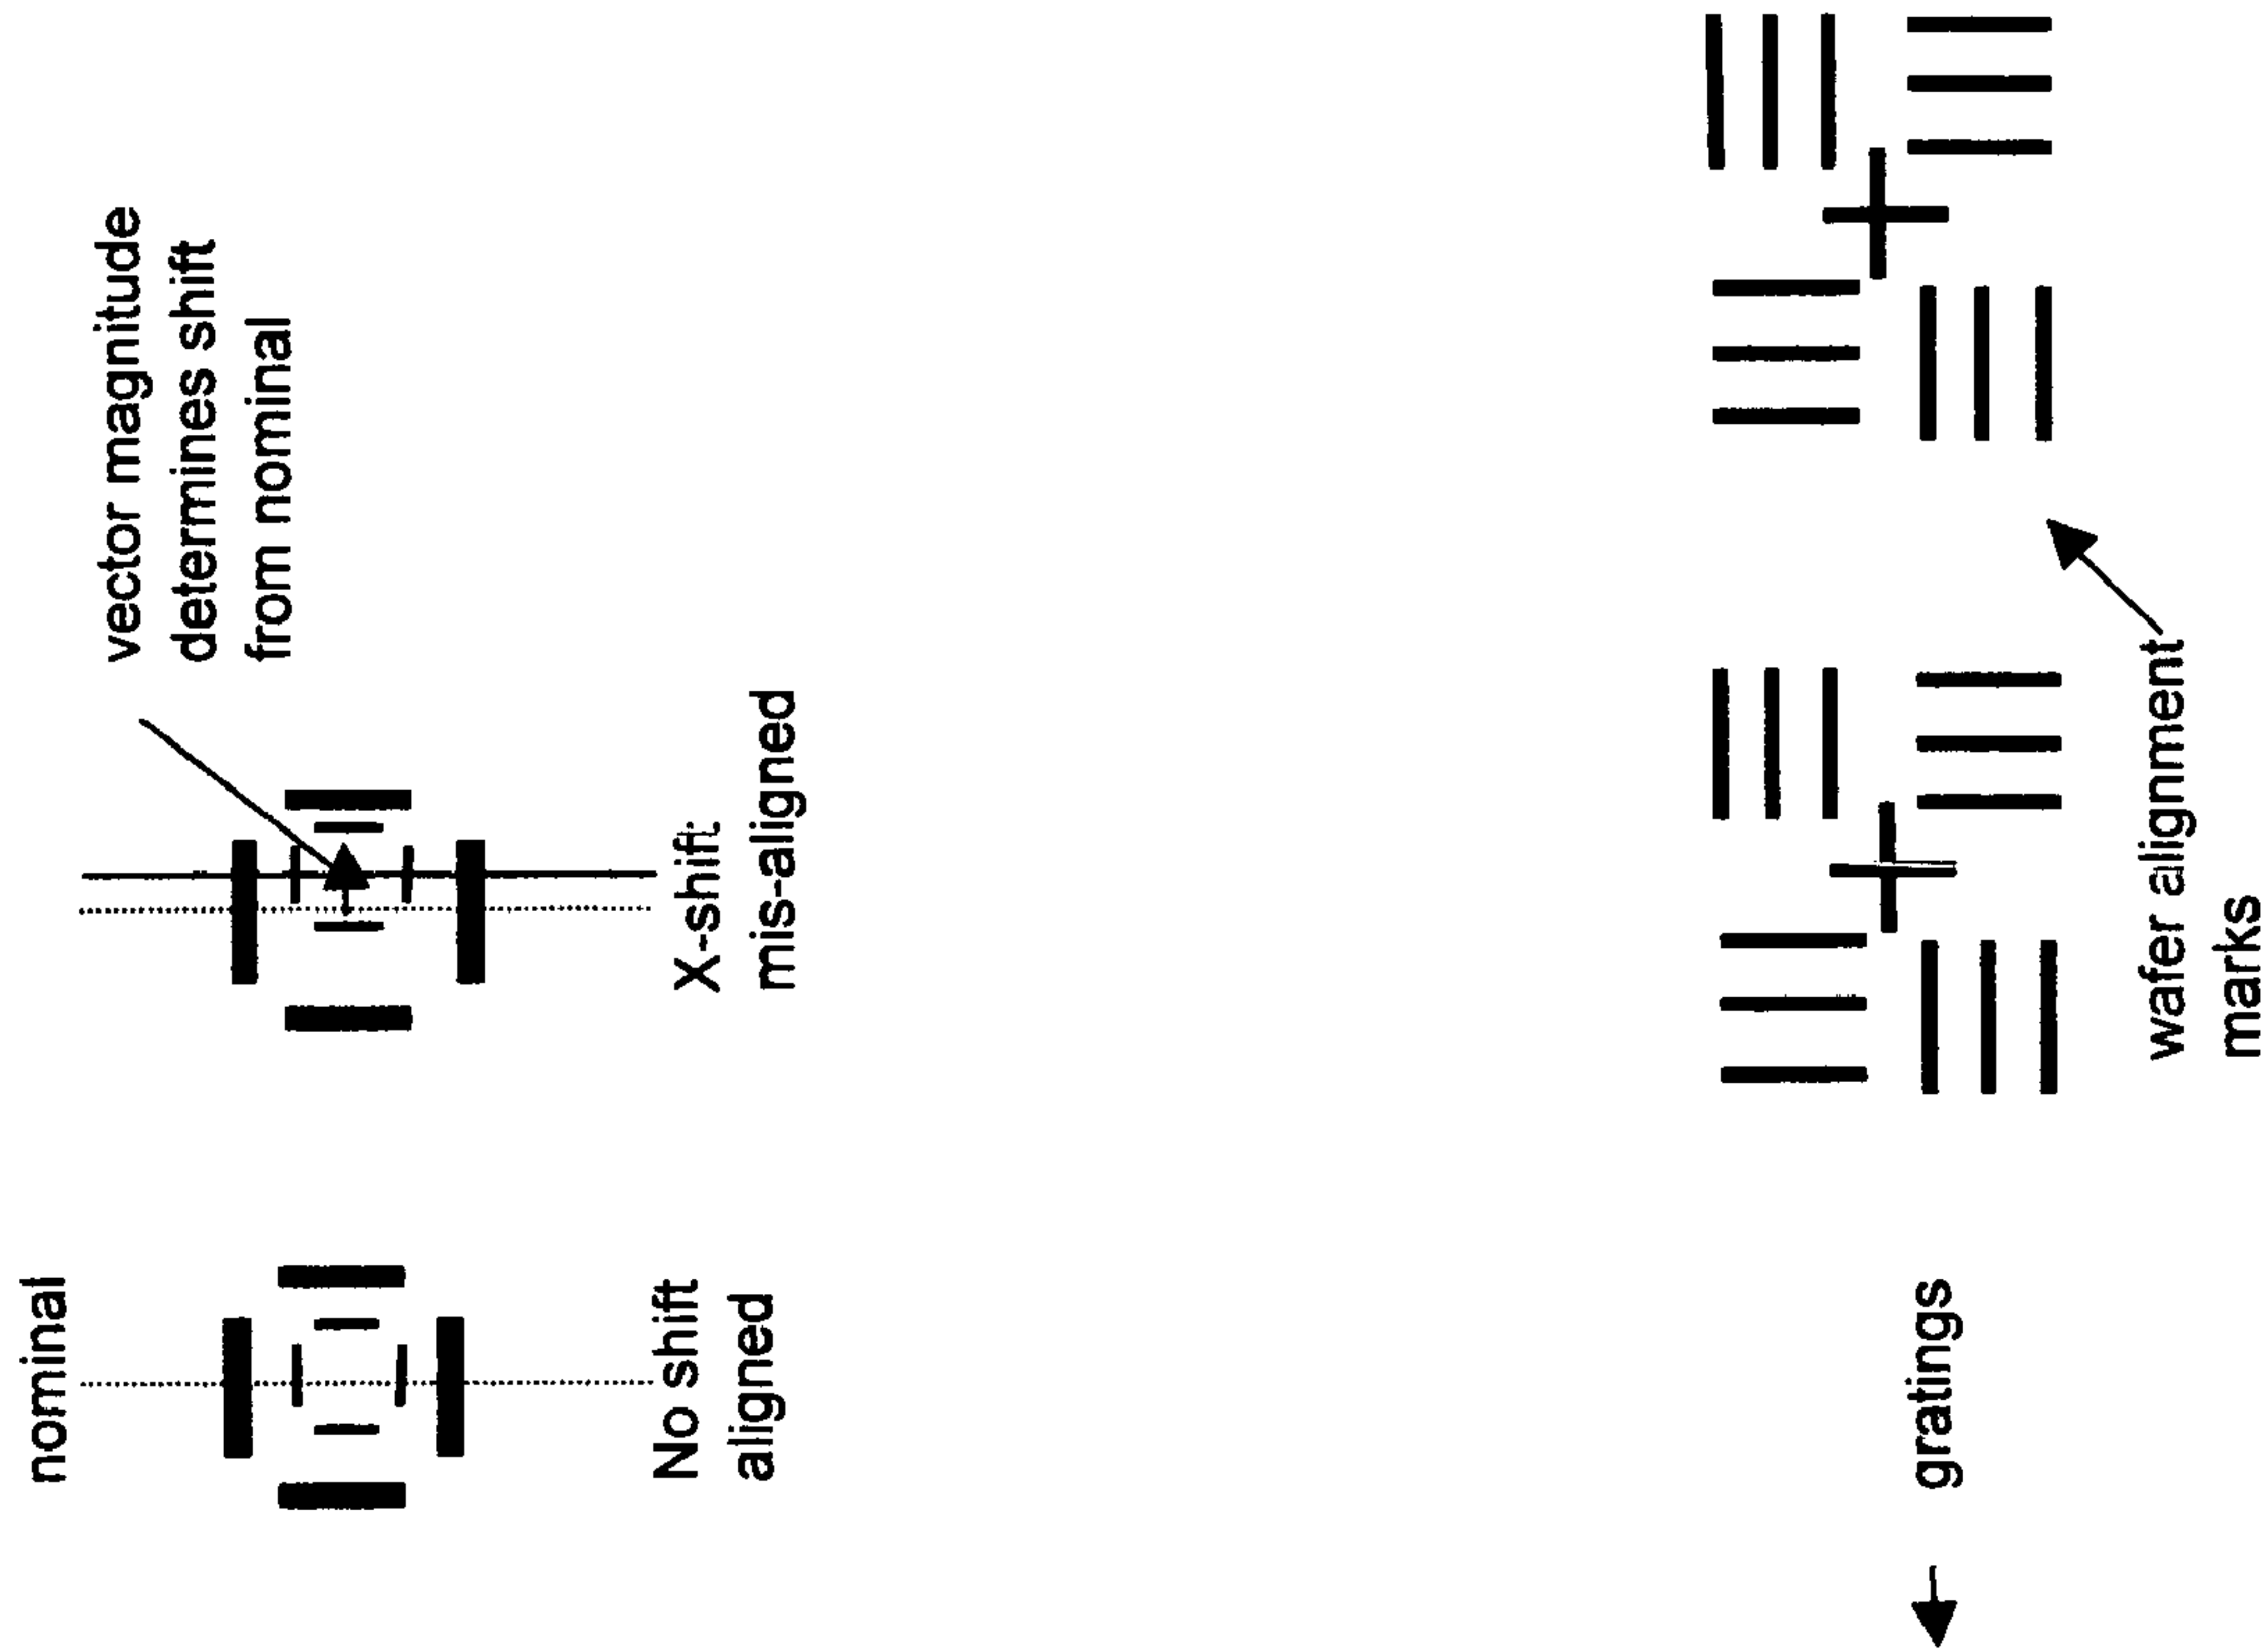 nominal
No shift
aligned
X-shift
mis-aligned
vector magnitude
determines shift
from nominal
gratings
wafer alignment
marks